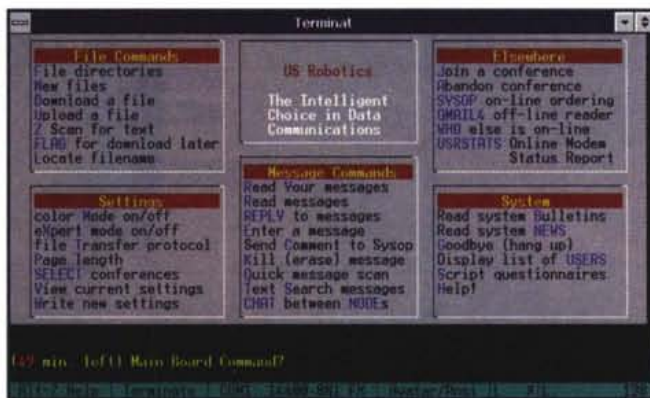 Terminat
File Commands
File directories
New files
Download a file
Upload a file
Z Scan for text
FLAG for download later
Locate filename
Settings
color Mode on/off
eXpert mode on/off
file Transfer protocol
Page length
SELECT conferences
View current settings
Write new settings
US Robotics
The Intelligent
Choice in Data
Communications
Message Commands
Read Your messages
Read messages
REPLY to messages
Enter a message
Send Comment to Sysop
Kill (erase) message
Quick message scan
Text Search messages
CHAT between NODEs
Elsewhere
Join a conference
Abandon conference
SYSOP on-line ordering
QMAIL4 off-line reader
WHO else is on-line
USRSTATS Online Modem
Status Report
System
Read system Bulletins
Read system NEWS
Goodbye (hang up)
Display list of USERS
Script questionnaires
Help!
(49 min. left) Main Board Command?
Help Terminate